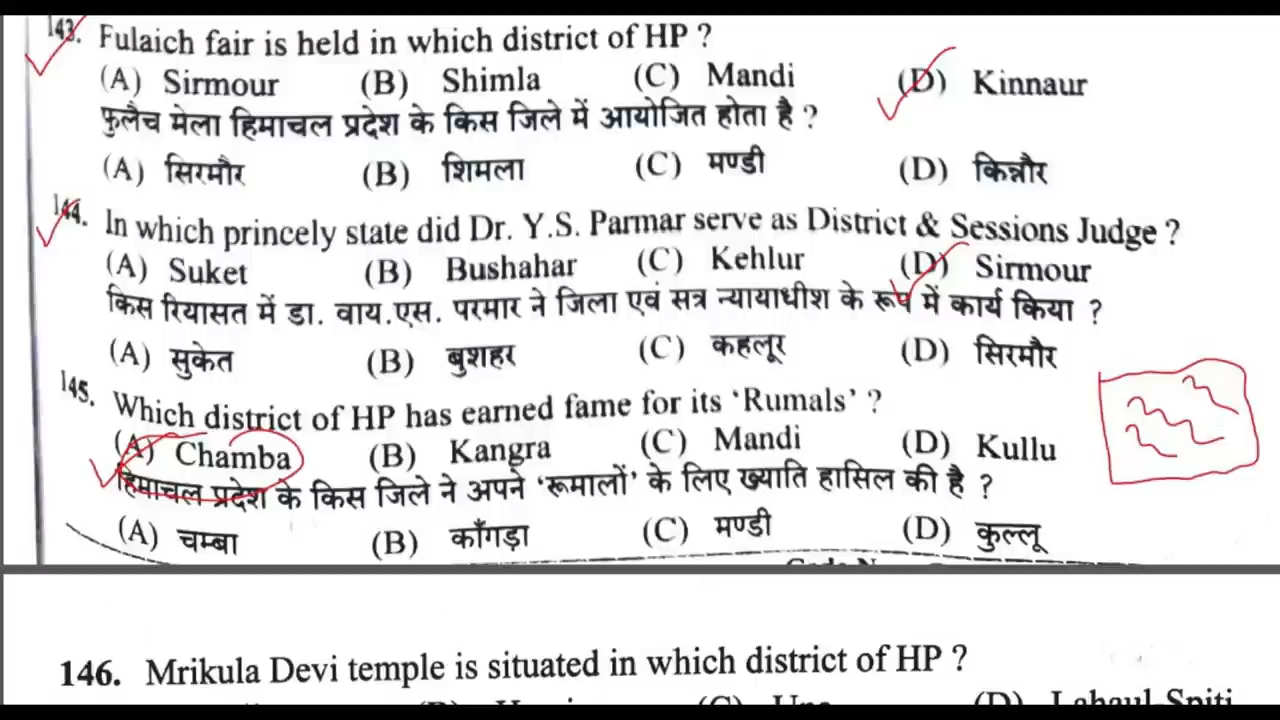 143. Fulaich fair is held in which district of HP ?
(A) Sirmour (B) Shimla (C) Mandi (D) Kinnaur
फुलैच मेला हिमाचल प्रदेश के किस जिले में आयोजित होता है ?
(A) सिरमौर (B) शिमला (C) मण्डी (D) किन्नौर
144. In which princely state did Dr. Y.S. Parmar serve as District & Sessions Judge ?
(A) Suket (B) Bushahar (C) Kehlur (D) Sirmour
किस रियासत में डा. वाय.एस. परमार ने जिला एवं सत्र न्यायाधीश के रूप में कार्य किया ?
(A) सुकेत (B) बुशहर (C) कहलूर (D) सिरमौर
145. Which district of HP has earned fame for its ‘Rumals’ ?
(A) Chamba (B) Kangra (C) Mandi (D) Kullu
हिमाचल प्रदेश के किस जिले ने अपने ‘रूमालों’ के लिए ख्याति हासिल की है ?
(A) चम्बा (B) काँगड़ा (C) मण्डी (D) कुल्लू
146. Mrikula Devi temple is situated in which district of HP ?
(C) Una (D) Lahaul-Spiti